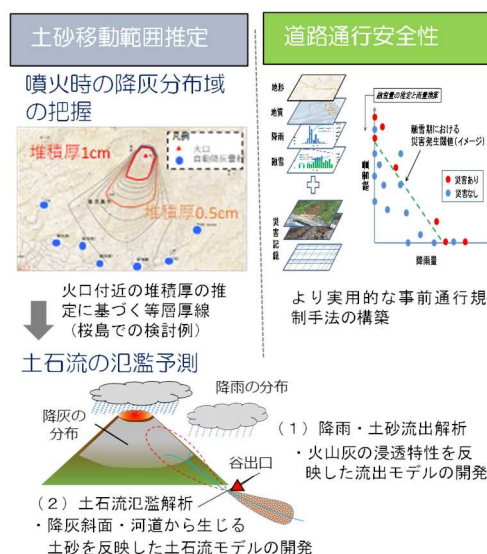 土砂移動範囲推定
噴火時の降灰分布域
の把握
凡例
火口
自動降灰量計
堆積厚1cm
堆積厚0.5cm
火口付近の堆積厚の推
定に基づく等層厚線
(桜島での検討例)
道路通行安全性
地形
地質
降雨
融雪
災害記録
融雪量の推定と雨量換算
融雪期における
災害発生閾値(イメージ)
災害あり
災害なし
降雨量
より実用的な事前通行規
制手法の構築
土石流の氾濫予測
降雨の分布
降灰の
分布
谷出口
(1)降雨・土砂流出解析
・火山灰の浸透特性を反
映した流出モデルの開発
(2)土石流氾濫解析
・降灰斜面・河道から生じる
土砂を反映した土石流モデルの開発